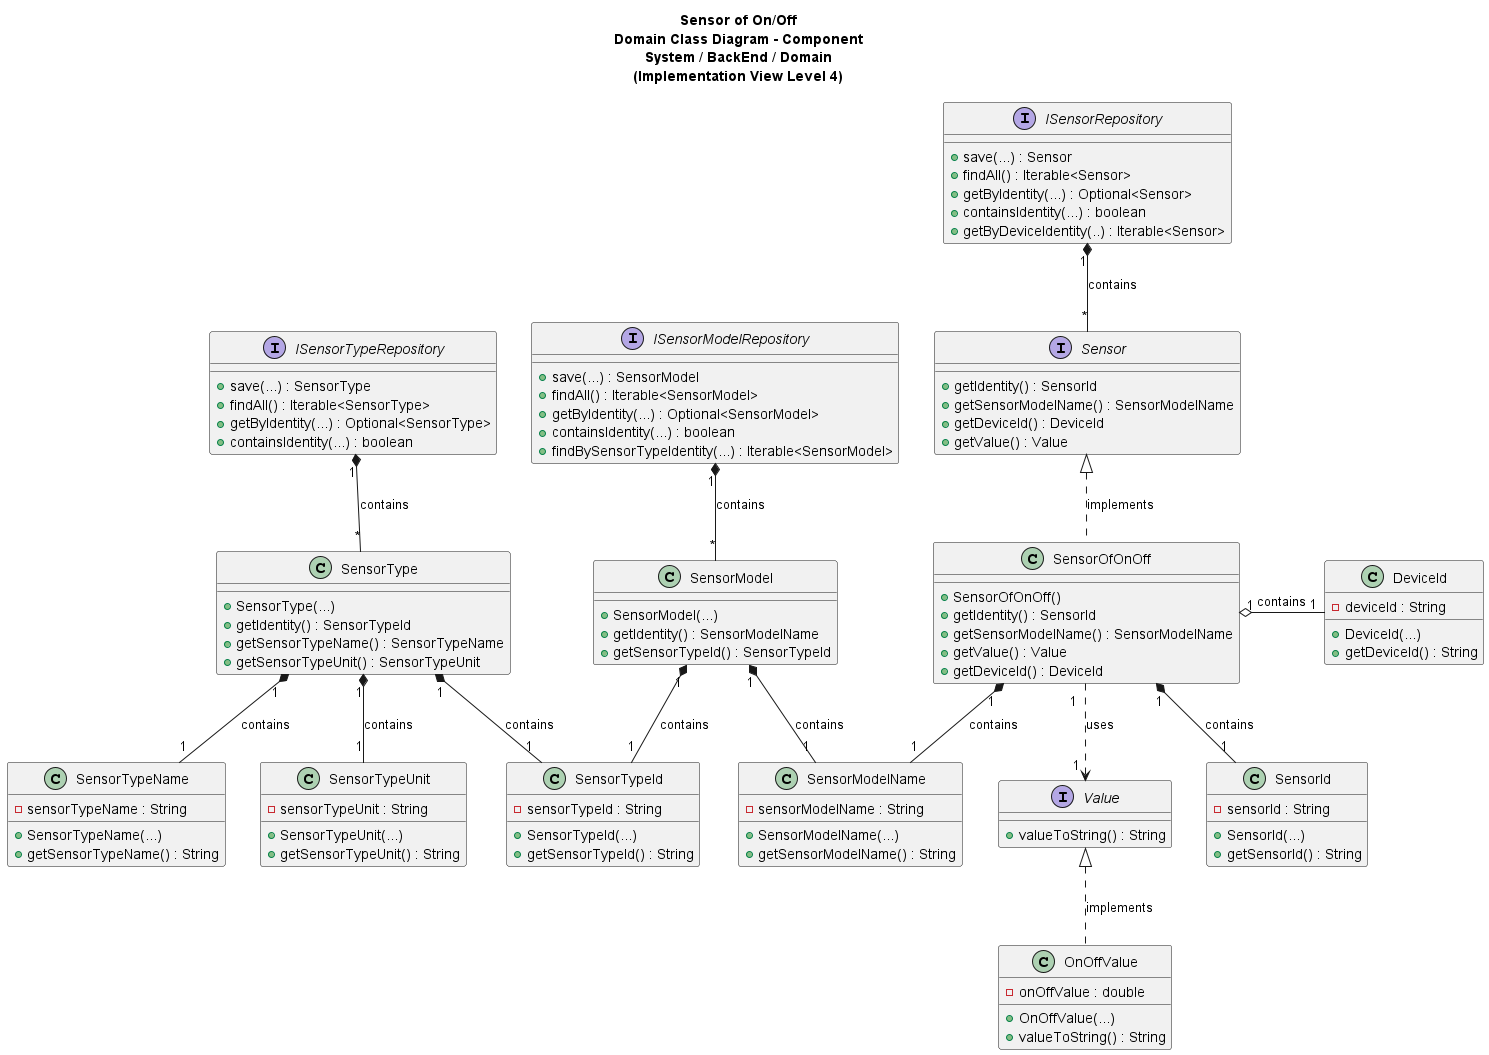 Sensor of On/Off
Domain Class Diagram - Component
System / BackEnd / Domain
(Implementation View Level 4)
I ISensorRepository
save(...) : Sensor
findAll() : Iterable<Sensor>
getByIdentity(...) : Optional<Sensor>
containsIdentity(...) : boolean
getByDeviceIdentity(..) : Iterable<Sensor>
1
contains
*
I ISensorTypeRepository
save(...) : SensorType
findAll() : Iterable<SensorType>
getByIdentity(...) : Optional<SensorType>
containsIdentity(...) : boolean
I ISensorModelRepository
save(...) : SensorModel
findAll() : Iterable<SensorModel>
getByIdentity(...) : Optional<SensorModel>
containsIdentity(...) : boolean
findBySensorTypeIdentity(...) : Iterable<SensorModel>
I Sensor
getIdentity() : SensorId
getSensorModelName() : SensorModelName
getDeviceId() : DeviceId
getValue() : Value
1
contains
*
1
contains
*
implements
C SensorType
SensorType(...)
getIdentity() : SensorTypeId
getSensorTypeName() : SensorTypeName
getSensorTypeUnit() : SensorTypeUnit
C SensorModel
SensorModel(...)
getIdentity() : SensorModelName
getSensorTypeId() : SensorTypeId
C SensorOfOnOff
SensorOfOnOff()
getIdentity() : SensorId
getSensorModelName() : SensorModelName
getValue() : Value
getDeviceId() : DeviceId
1 contains 1
C DeviceId
deviceId : String
DeviceId(...)
getDeviceId() : String
1
contains
1
1
contains
1
1
contains
1
1
contains
1
1
contains
1
1
contains
1
1
uses
1
1
contains
1
C SensorTypeName
sensorTypeName : String
SensorTypeName(...)
getSensorTypeName() : String
C SensorTypeUnit
sensorTypeUnit : String
SensorTypeUnit(...)
getSensorTypeUnit() : String
C SensorTypeId
sensorTypeId : String
SensorTypeId(...)
getSensorTypeId() : String
C SensorModelName
sensorModelName : String
SensorModelName(...)
getSensorModelName() : String
I Value
valueToString() : String
C SensorId
sensorId : String
SensorId(...)
getSensorId() : String
implements
C OnOffValue
onOffValue : double
OnOffValue(...)
valueToString() : String